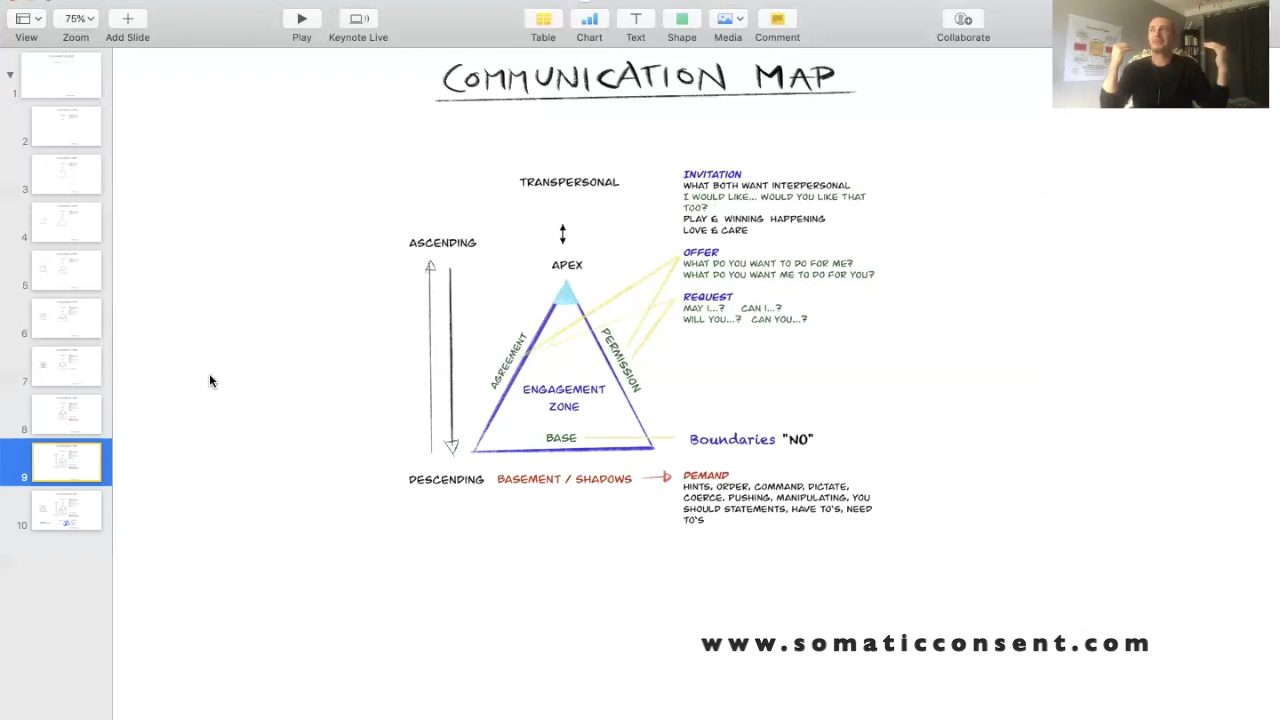 75%
View
Zoom
Add Slide
Play
Keynote Live
Table
Chart
Text
Shape
Media
Comment
Collaborate
COMMUNICATION MAP
TRANSPERSONAL
ASCENDING
APEX
AGREEMENT
PERMISSION
ENGAGEMENT
ZONE
BASE
DESCENDING
BASEMENT / SHADOWS
INVITATION
WHAT BOTH WANT INTERPERSONAL
I WOULD LIKE... WOULD YOU LIKE THAT
TOO?
PLAY & WINNING HAPPENING
LOVE & CARE
OFFER
WHAT DO YOU WANT TO DO FOR ME?
WHAT DO YOU WANT ME TO DO FOR YOU?
REQUEST
MAY I...? CAN I...?
WILL YOU...? CAN YOU...?
Boundaries "NO"
DEMAND
HINTS, ORDER, COMMAND, DICTATE,
COERCE, PUSHING, MANIPULATING, YOU
SHOULD STATEMENTS, HAVE TO'S, NEED
TO'S
www.somaticconsent.com
1
2
3
4
5
6
7
8
9
10